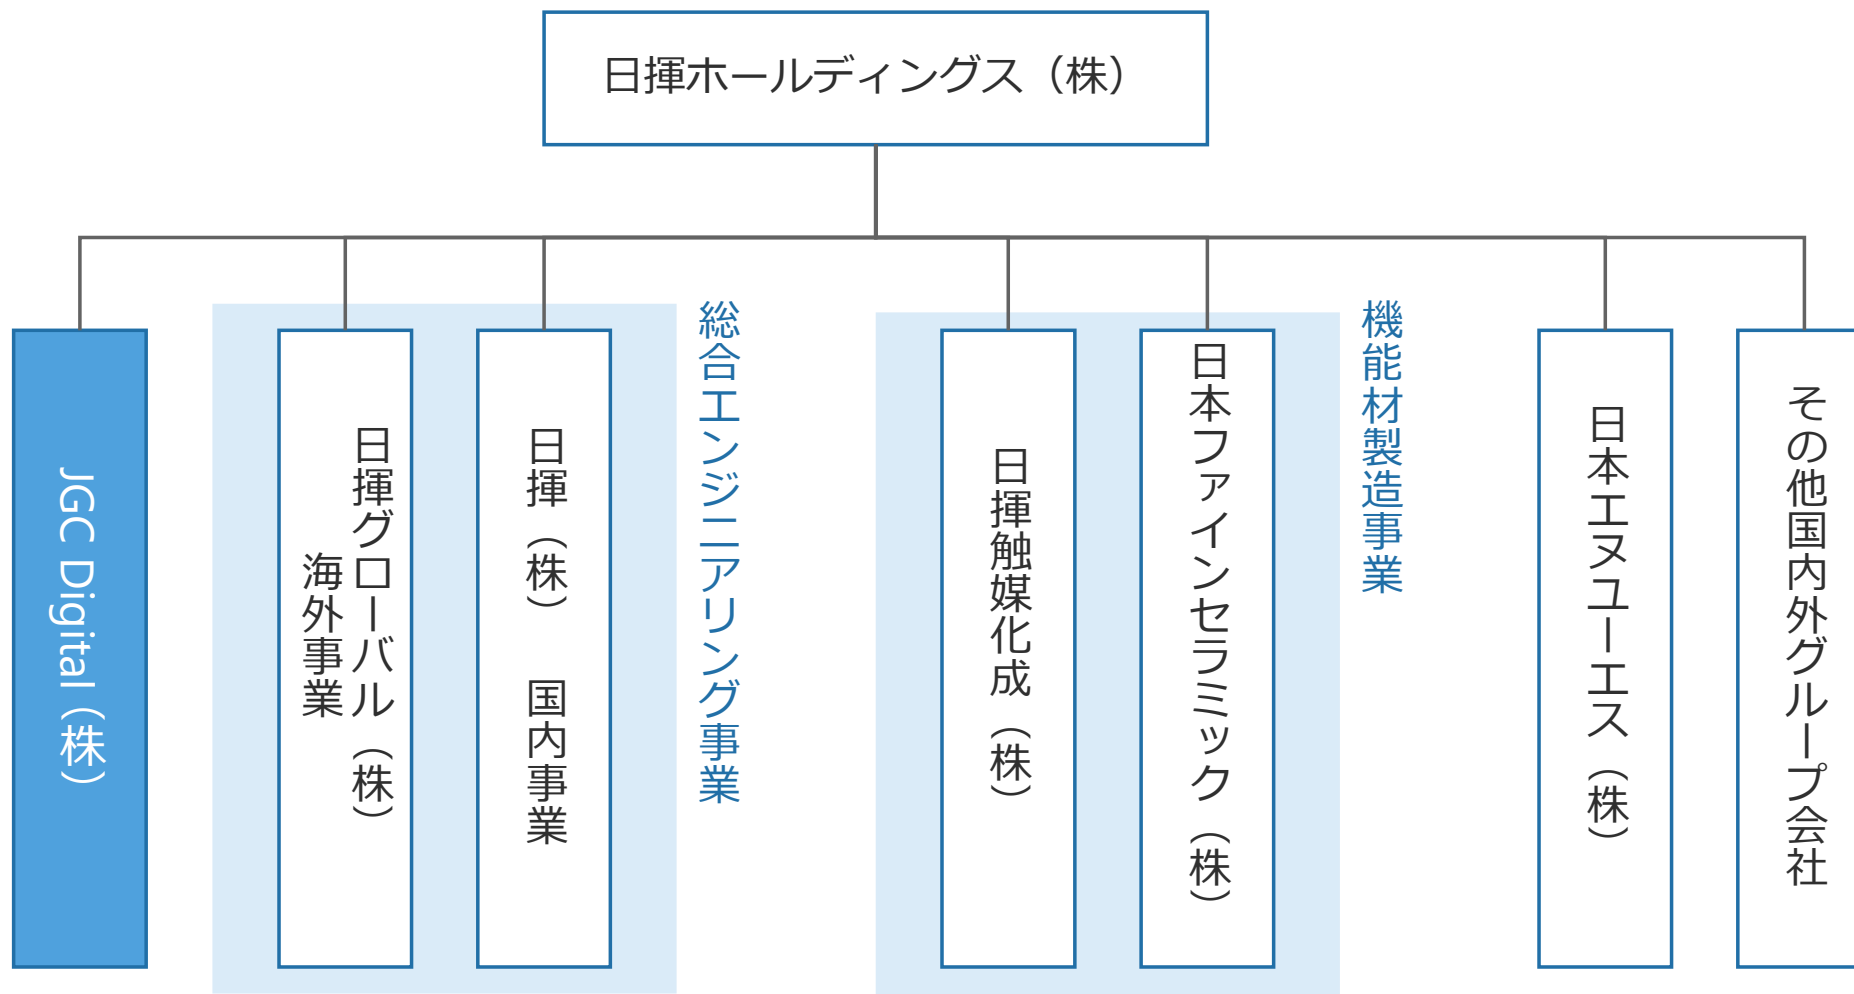 日揮ホールディングス（株）
JGC Digital（株）
日揮グローバル（株）
海外事業
日揮（株）　国内事業
総合エンジニアリング事業
日揮触媒化成（株）
日本ファインセラミック（株）
機能材製造事業
日本エヌユーエス（株）
その他国内外グループ会社